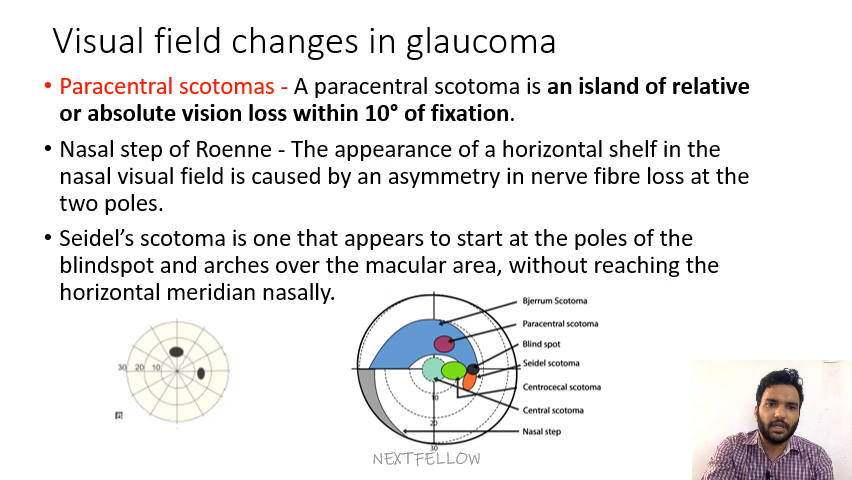 Visual field changes in glaucoma
• Paracentral scotomas - A paracentral scotoma is an island of relative
or absolute vision loss within 10° of fixation.
• Nasal step of Roenne - The appearance of a horizontal shelf in the
nasal visual field is caused by an asymmetry in nerve fibre loss at the
two poles.
• Seidel’s scotoma is one that appears to start at the poles of the
blindspot and arches over the macular area, without reaching the
horizontal meridian nasally.
30 20 10
Bjerrum Scotoma
Paracentral scotoma
Blind spot
Seidel scotoma
Centrocecal scotoma
Central scotoma
Nasal step
10
20
30
NEXTFELLOW